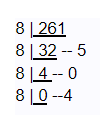 8 | 261
8 | 32 -- 5
8 | 4 -- 0
8 | 0 --4